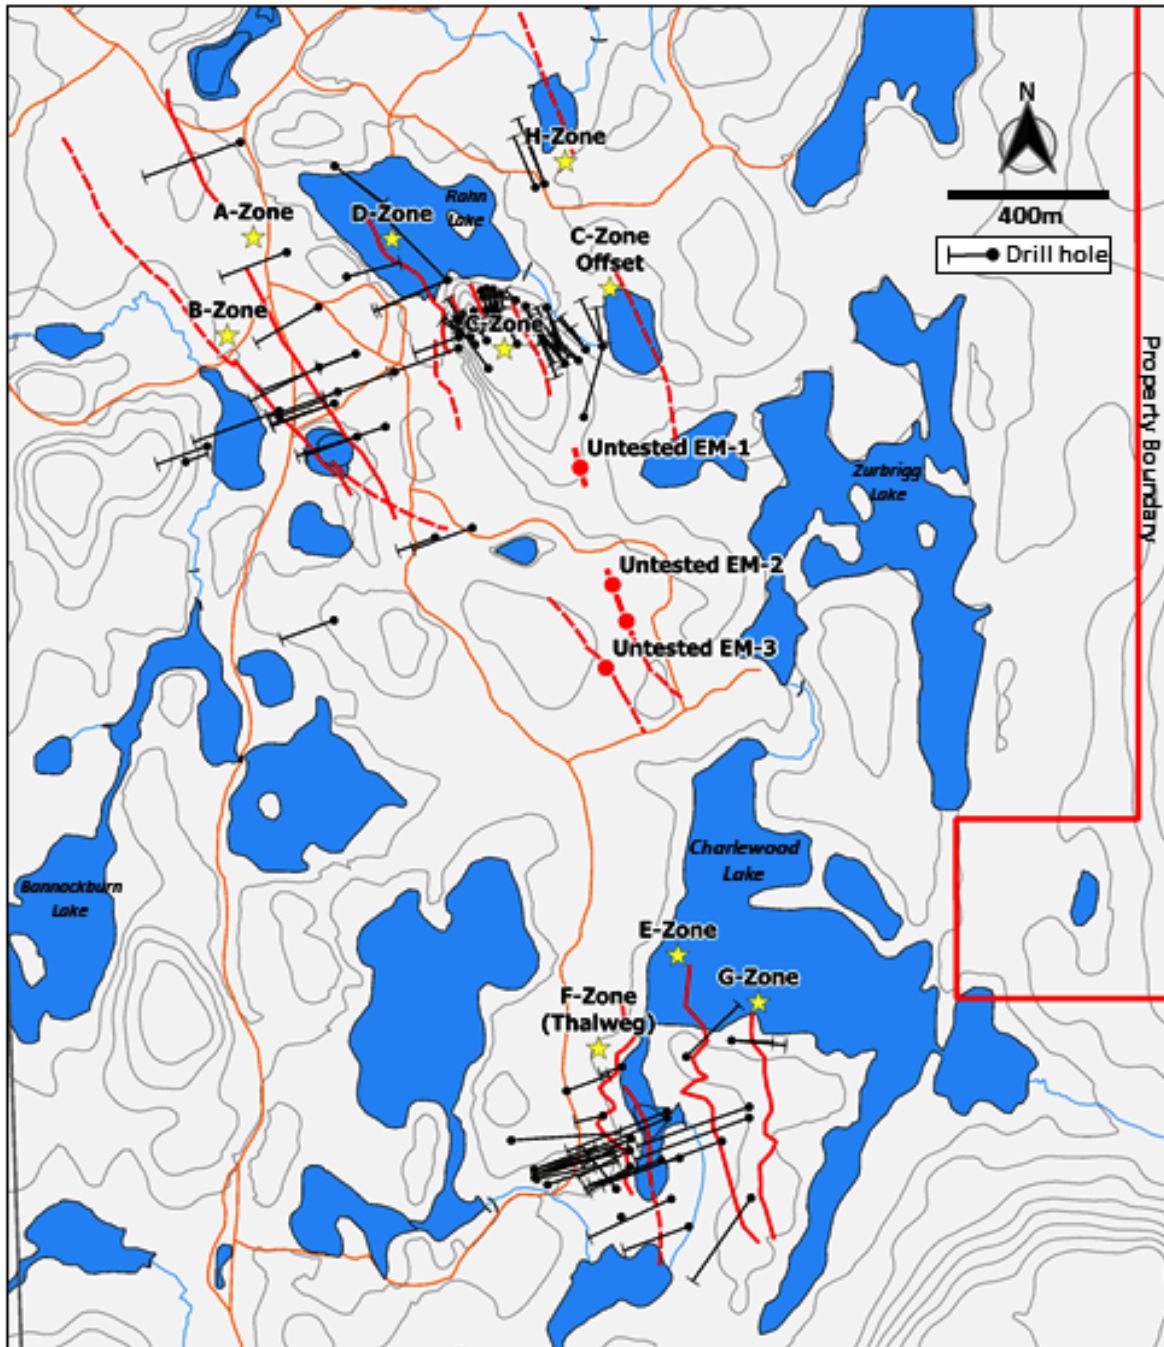 N
400m
Drill hole
H-Zone
Rahn
Lake
A-Zone
D-Zone
C-Zone
Offset
B-Zone
C-Zone
Property Boundary
Untested EM-1
Zurbrigg
Lake
Untested EM-2
Untested EM-3
Charlewood
Lake
Bannockburn
Lake
E-Zone
G-Zone
F-Zone
(Thalweg)